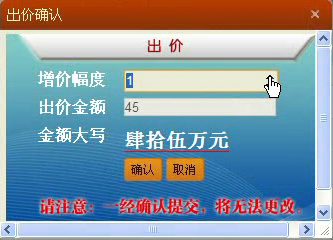 出价确认
出 价
增价幅度 1
出价金额 45
金额大写 肆拾伍万元
确认 取消
请注意：一经确认提交，将无法更改.